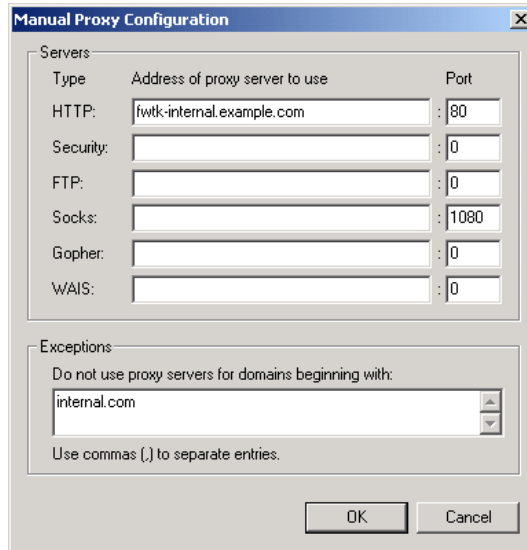 Manual Proxy Configuration
Servers
Type Address of proxy server to use Port
HTTP: fwtk-internal.example.com : 80
Security: : 0
FTP: : 0
Socks: : 1080
Gopher: : 0
WAIS: : 0
Exceptions
Do not use proxy servers for domains beginning with:
internal.com
Use commas (,) to separate entries.
OK Cancel